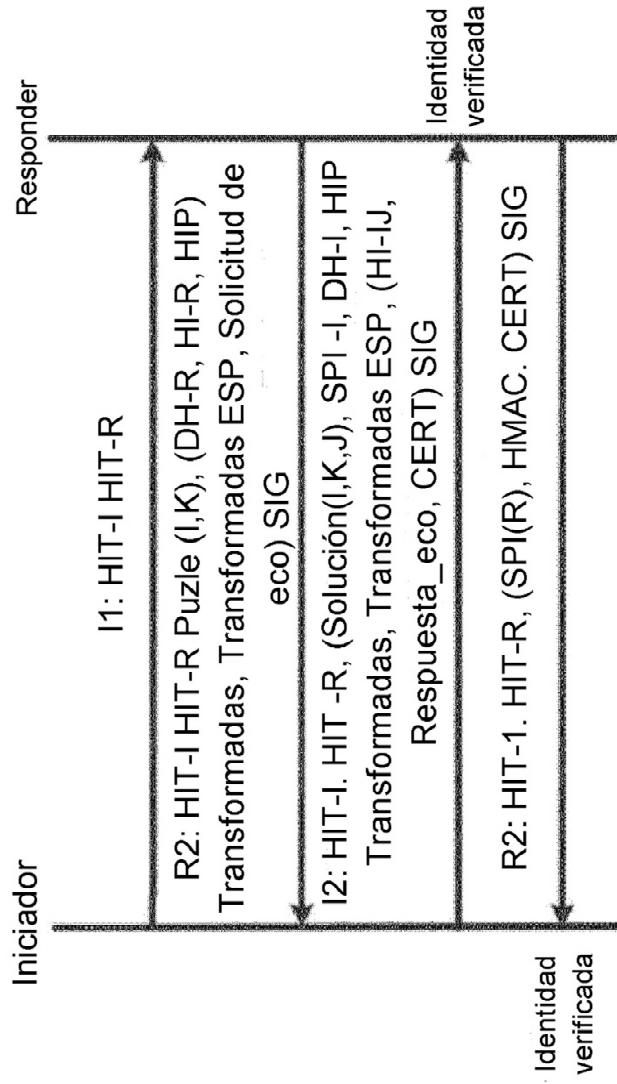 Iniciador
Responder
I1: HIT-I HIT-R
R2: HIT-I HIT-R Puzle (I,K), (DH-R, HI-R, HIP)
Transformadas, Transformadas ESP, Solicitud de
eco) SIG
I2: HIT-I. HIT -R, (Solución(I,K,J), SPI -I, DH-I, HIP
Transformadas, Transformadas ESP, (HI-IJ,
Respuesta_eco, CERT) SIG
Identidad
verificada
R2: HIT-1. HIT-R, (SPI(R), HMAC. CERT) SIG
Identidad
verificada